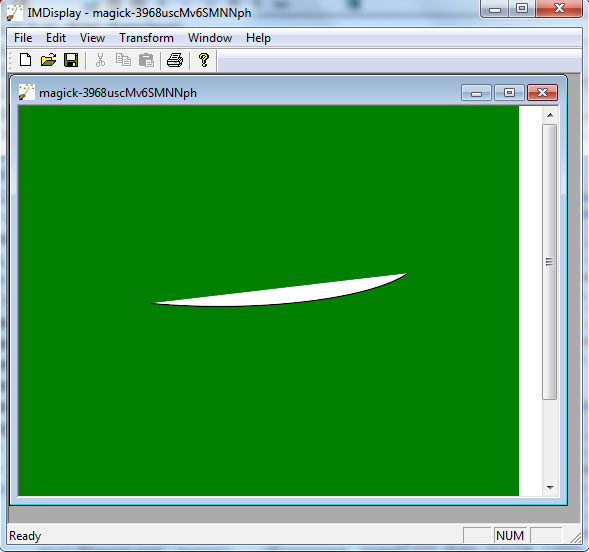 IMDisplay - magick-3968uscMv6SMNNph
File Edit View Transform Window Help
magick-3968uscMv6SMNNph
Ready NUM